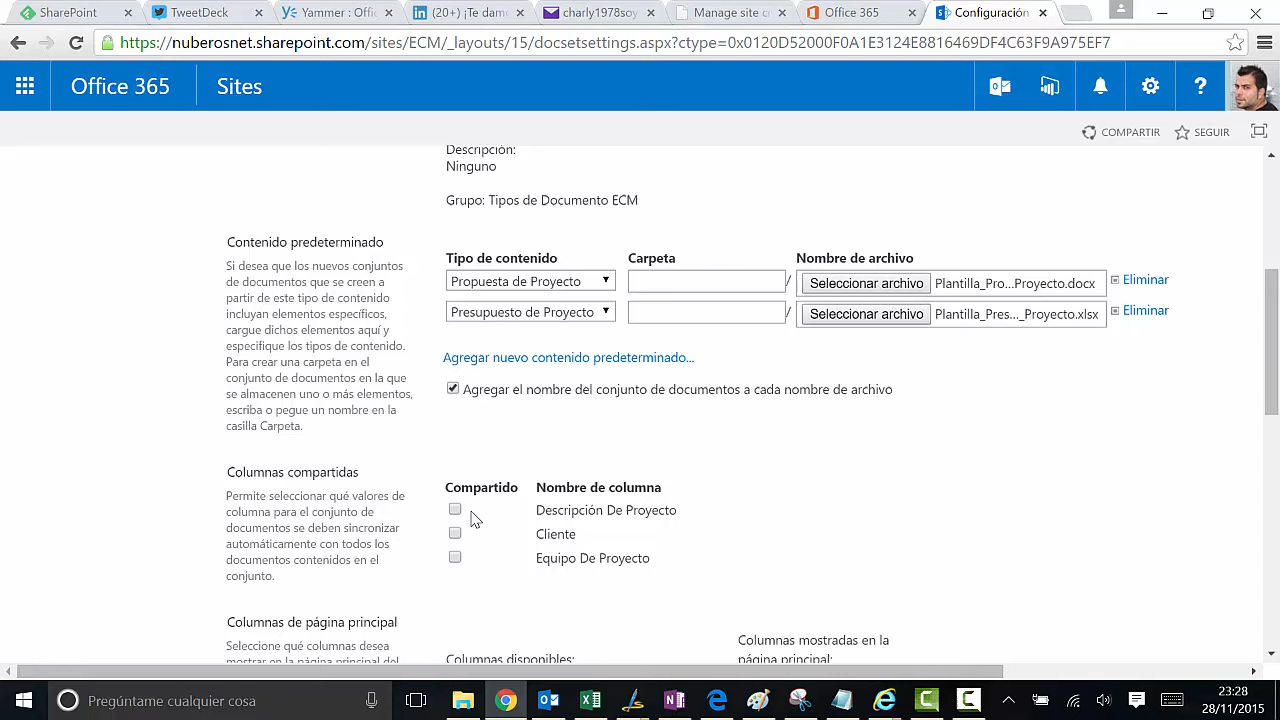 SharePoint
TweetDeck
Yammer : Offi
(20+) ¡Te dam
charly1978soy
Manage site c
Office 365
Configuración
https://nuberosnet.sharepoint.com/sites/ECM/_layouts/15/docsetsettings.aspx?ctype=0x0120D52000F0A1E3124E8816469DF4C63F9A975EF7
Office 365
Sites
COMPARTIR
SEGUIR
Descripción:
Ninguno
Grupo: Tipos de Documento ECM
Contenido predeterminado
Si desea que los nuevos conjuntos
de documentos que se creen a
partir de este tipo de contenido
incluyan elementos específicos,
cargue dichos elementos aquí y
especifique los tipos de contenido.
Para crear una carpeta en el
conjunto de documentos en la que
se almacenen uno o más elementos,
escriba o pegue un nombre en la
casilla Carpeta.
Tipo de contenido Carpeta Nombre de archivo
Propuesta de Proyecto / Seleccionar archivo Plantilla_Pro...Proyecto.docx Eliminar
Presupuesto de Proyecto / Seleccionar archivo Plantilla_Pres..._Proyecto.xlsx Eliminar
Agregar nuevo contenido predeterminado...
Agregar el nombre del conjunto de documentos a cada nombre de archivo
Columnas compartidas
Permite seleccionar qué valores de
columna para el conjunto de
documentos se deben sincronizar
automáticamente con todos los
documentos contenidos en el
conjunto.
Compartido Nombre de columna
Descripción De Proyecto
Cliente
Equipo De Proyecto
Columnas de página principal
Seleccione qué columnas desea
mostrar en la página principal del
Columnas disponibles:
Columnas mostradas en la
página principal:
Pregúntame cualquier cosa
23:28
28/11/2015